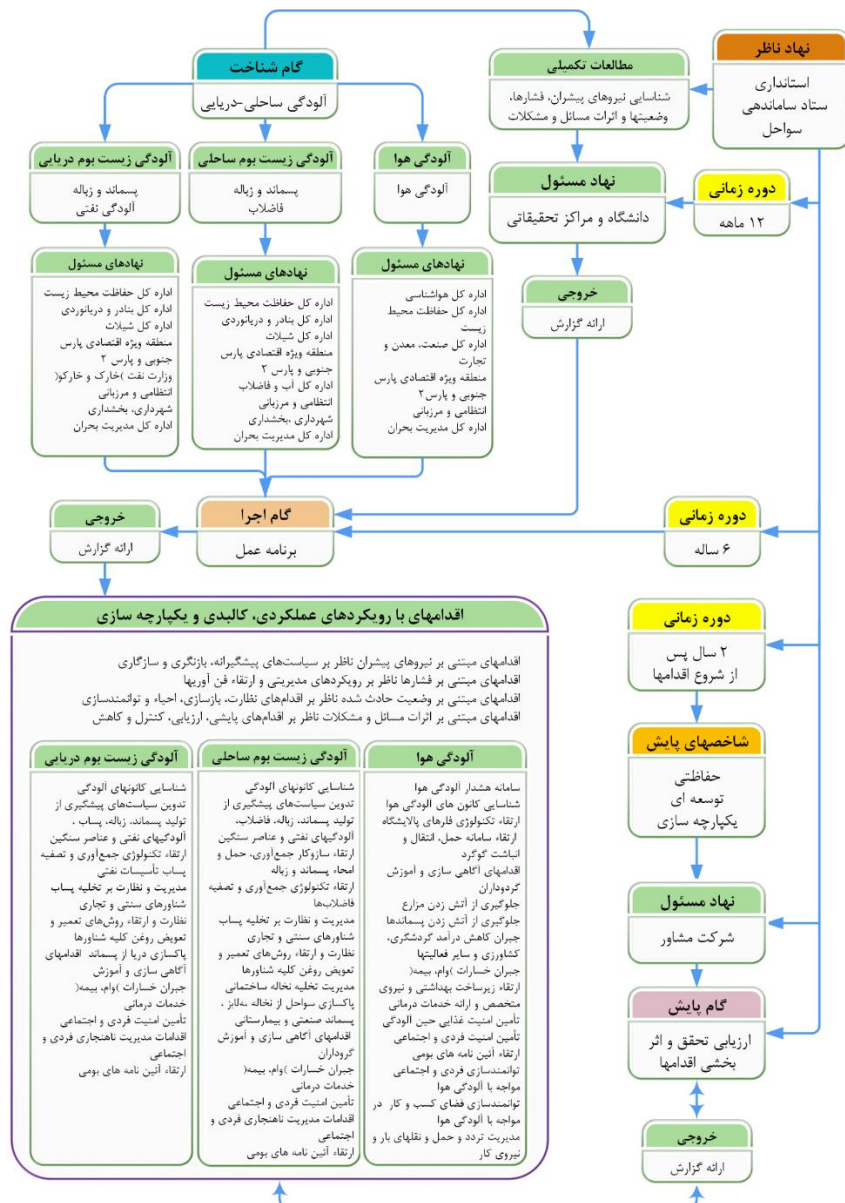 نهاد ناظر
استانداری
ستاد ساماندهی
سواحل
مطالعات تکمیلی
شناسایی نیروهای پیشران، فشارها،
وضعیتها و اثرات مسائل و مشکلات
گام شناخت
آلودگی ساحلی-دریایی
دوره زمانی
۱۲ ماهه
نهاد مسئول
دانشگاه و مراکز تحقیقاتی
خروجی
ارائه گزارش
آلودگی هوا
آلودگی هوا
آلودگی زیست بوم ساحلی
پسماند و زباله
فاضلاب
آلودگی زیست بوم دریایی
پسماند و زباله
آلودگی نفتی
نهادهای مسئول
اداره کل هواشناسی
اداره کل حفاظت محیط
زیست
اداره کل صنعت، معدن و
تجارت
منطقه ویژه اقتصادی پارس
جنوبی و پارس۲
انتظامی و مرزبانی
اداره کل مدیریت بحران
نهادهای مسئول
اداره کل حفاظت محیط زیست
اداره کل بنادر و دریانوردی
اداره کل شیلات
منطقه ویژه اقتصادی پارس
جنوبی و پارس ۲
اداره کل آب و فاضلاب
انتظامی و مرزبانی
شهرداری ،بخشداری
اداره کل مدیریت بحران
نهادهای مسئول
اداره کل حفاظت محیط زیست
اداره کل بنادر و دریانوردی
اداره کل شیلات
منطقه ویژه اقتصادی پارس
جنوبی و پارس ۲
وزارت نفت )خارک و خارکو(
انتظامی و مرزبانی
شهرداری، بخشداری
اداره کل مدیریت بحران
دوره زمانی
۶ ساله
گام اجرا
برنامه عمل
خروجی
ارائه گزارش
اقدامهای با رویکردهای عملکردی، کالبدی و یکپارچه سازی
اقدامهای مبتنی بر نیروهای پیشران ناظر بر سیاست‌های پیشگیرانه، بازنگری و سازگاری
اقدامهای مبتنی بر فشارها ناظر بر رویکردهای مدیریتی و ارتقاء فن آوریها
اقدامهای مبتنی بر وضعیت حادث شده ناظر بر اقدام‌های نظارت، بازسازی، احیاء و توانمندسازی
اقدامهای مبتنی بر اثرات مسائل و مشکلات ناظر بر اقدام‌های پایشی، ارزیابی، کنترل و کاهش
آلودگی هوا
سامانه هشدار آلودگی هوا
شناسایی کانون های آلودگی هوا
ارتقاء تکنولوژی فلرهای پالایشگاه
ارتقاء سامانه حمل، انتقال و
انباشت گوگرد
اقدامهای آگاهی سازی و آموزش
گردوداران
جلوگیری از آتش زدن مزارع
جلوگیری از آتش زدن پسماندها
جبران کاهش درآمد گردشگری،
کشاورزی و سایر فعالیتها
جبران خسارات )وام، بیمه(
ارتقاء زیرساخت بهداشتی و نیروی
متخصص و ارائه خدمات درمانی
تأمین امنیت غذایی حین آلودگی
تأمین امنیت فردی و اجتماعی
ارتقاء آئین نامه های بومی
توانمندسازی فردی و اجتماعی
مواجه با آلودگی هوا
توانمندسازی فضای کسب و کار در
مواجه با آلودگی هوا
مدیریت تردد و حمل و نقلهای بار و
نیروی کار
آلودگی زیست بوم ساحلی
شناسایی کانونهای آلودگی
تدوین سیاست‌های پیشگیری از
تولید پسماند، زباله، فاضلاب،
آلودگیهای نفتی و عناصر سنگین
ارتقاء سازوکار جمع‌آوری، حمل و
امحاء پسماند و زباله
ارتقاء تکنولوژی جمع‌آوری و تصفیه
فاضلاب‌ها
مدیریت و نظارت بر تخلیه پساب
شناورهای سنتی و تجاری
نظارت و ارتقاء روش‌های تعمیر و
تعویض روغن کلیه شناورها
مدیریت تخلیه نخاله ساختمانی
پاکسازی سواحل از نخاله ،
پسماند صنعتی و بیمارستانی
اقدامهای آگاهی سازی و آموزش
گروداران
جبران خسارات )وام، بیمه(
خدمات درمانی
تأمین امنیت فردی و اجتماعی
اقدامات مدیریت ناهنجاری فردی و
اجتماعی
ارتقاء آئین نامه های بومی
آلودگی زیست بوم دریایی
شناسایی کانونهای آلودگی
تدوین سیاست‌های پیشگیری از
تولید پسماند، زباله، پساب ،
آلودگیهای نفتی و عناصر سنگین
ارتقاء تکنولوژی جمع‌آوری و تصفیه
پساب تأسیسات نفتی
مدیریت و نظارت بر تخلیه پساب
شناورهای سنتی و تجاری
نظارت و ارتقاء روش‌های تعمیر و
تعویض روغن کلیه شناورها
پاکسازی دریا از پسماند اقدامهای
آگاهی سازی و آموزش
جبران خسارات )وام، بیمه(
خدمات درمانی
تأمین امنیت فردی و اجتماعی
اقدامات مدیریت ناهنجاری فردی و
اجتماعی
ارتقاء آئین نامه های بومی
دوره زمانی
۲ سال پس
از شروع اقدامها
شاخصهای پایش
حفاظتی
توسعه ای
یکپارچه سازی
نهاد مسئول
شرکت مشاور
گام پایش
ارزیابی تحقق و اثر
بخشی اقدامها
خروجی
ارائه گزارش